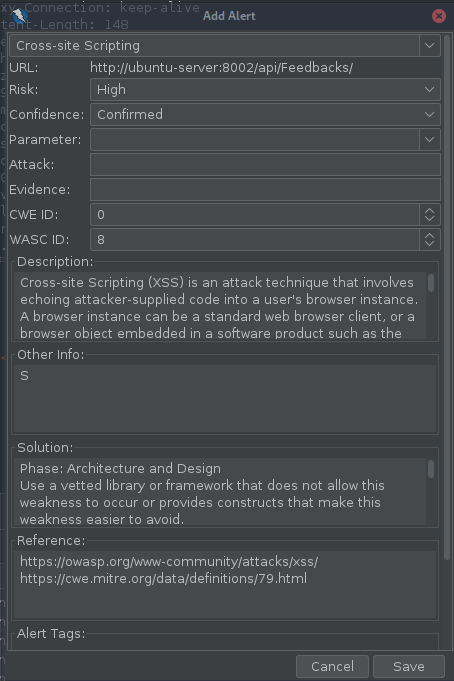 xy Connection: keep-alive
Add Alert
tent-Length: 148
Cross-site Scripting
URL: http://ubuntu-server:8002/api/Feedbacks/
Risk: High
Confidence: Confirmed
Parameter:
Attack:
Evidence:
CWE ID: 0
WASC ID: 8
Description:
Cross-site Scripting (XSS) is an attack technique that involves
echoing attacker-supplied code into a user's browser instance.
A browser instance can be a standard web browser client, or a
browser object embedded in a software product such as the
Other Info:
S
Solution:
Phase: Architecture and Design
Use a vetted library or framework that does not allow this
weakness to occur or provides constructs that make this
weakness easier to avoid.
Reference:
https://owasp.org/www-community/attacks/xss/
https://cwe.mitre.org/data/definitions/79.html
Alert Tags:
Cancel Save